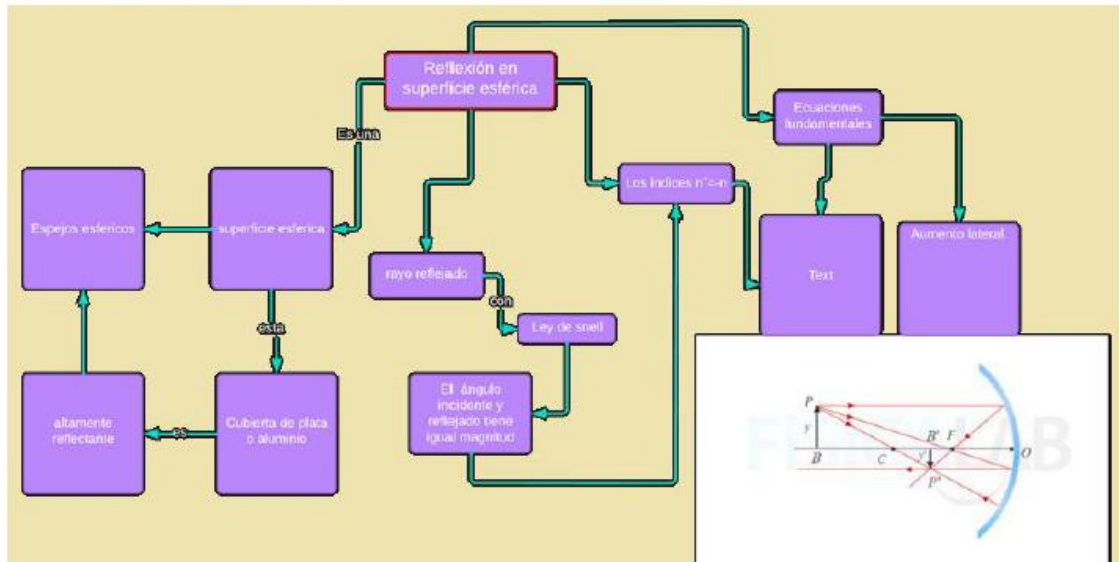 Reflexión en
superficie esférica
Es una
Ecuaciones
fundamentales
Los índices n´<-n
Espejos esfericos
superficie esferica
rayo reflejado
con
Ley de snell
Text
Aumento lateral
esta
El ángulo
incidente y
reflejado tiene
igual magnitud
altamente
reflectante
es
Cubierta de plata
o aluminio
P
y
B
C
B'
y'
F
P'
O